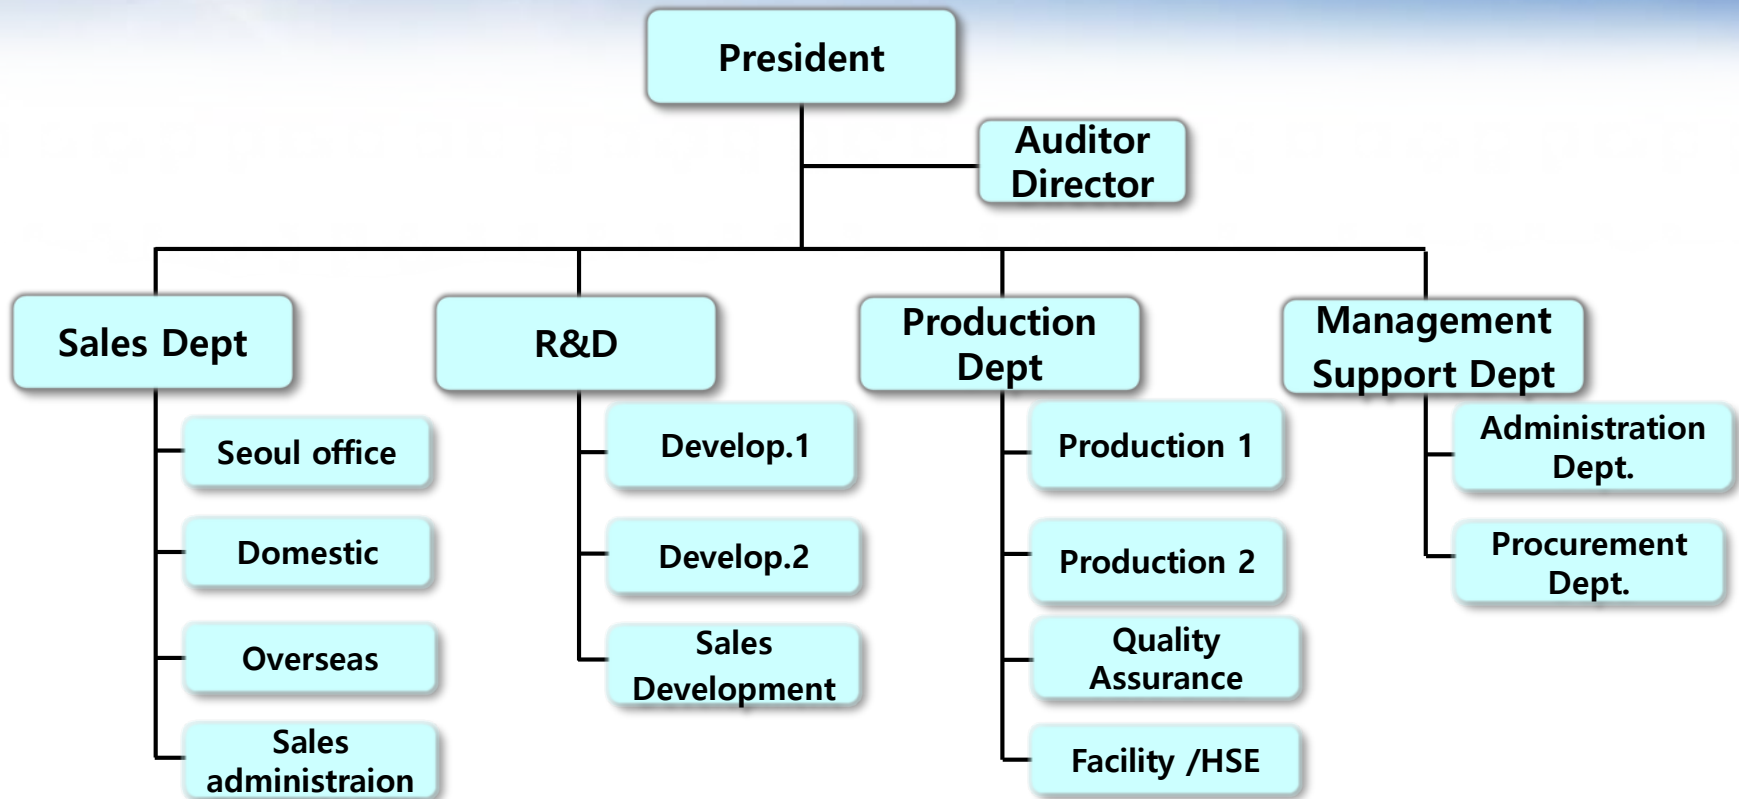 President
Auditor
Director
Sales Dept
R&D
Production
Dept
Management
Support Dept
Seoul office
Domestic
Overseas
Sales
administraion
Develop.1
Develop.2
Sales
Development
Production 1
Production 2
Quality
Assurance
Facility /HSE
Administration
Dept.
Procurement
Dept.